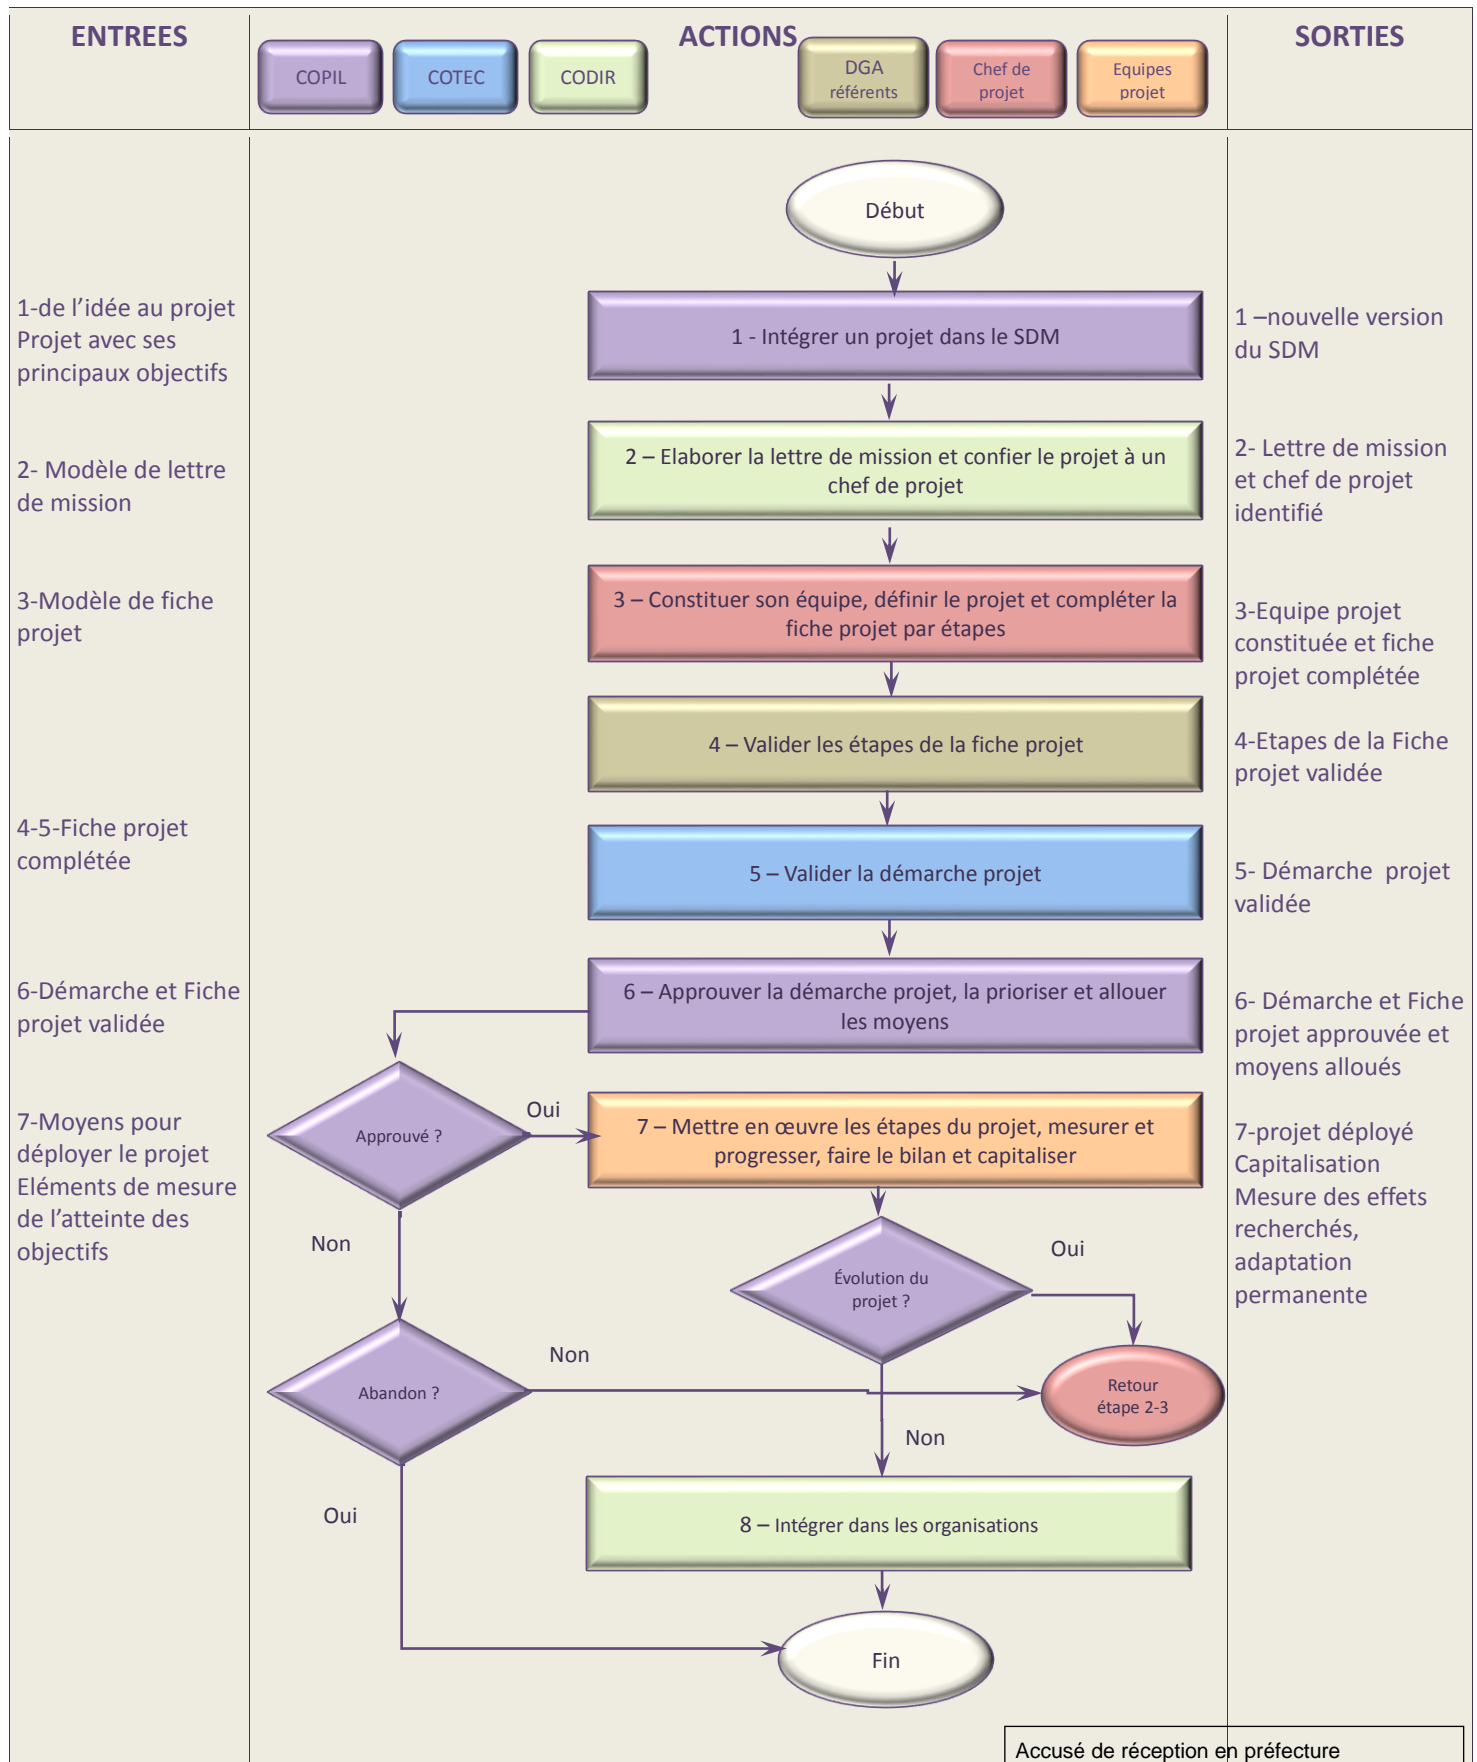 ENTREES
ACTIONS
SORTIES
COPIL
COTEC
CODIR
DGA
référents
Chef de
projet
Equipes
projet
Début
1-de l’idée au projet
Projet avec ses
principaux objectifs
1 - Intégrer un projet dans le SDM
1 –nouvelle version
du SDM
2- Modèle de lettre
de mission
2 – Elaborer la lettre de mission et confier le projet à un
chef de projet
2- Lettre de mission
et chef de projet
identifié
3-Modèle de fiche
projet
3 – Constituer son équipe, définir le projet et compléter la
fiche projet par étapes
3-Equipe projet
constituée et fiche
projet complétée
4 – Valider les étapes de la fiche projet
4-Etapes de la Fiche
projet validée
4-5-Fiche projet
complétée
5 – Valider la démarche projet
5- Démarche projet
validée
6-Démarche et Fiche
projet validée
6 – Approuver la démarche projet, la prioriser et allouer
les moyens
6- Démarche et Fiche
projet approuvée et
moyens alloués
7-Moyens pour
déployer le projet
Eléments de mesure
de l’atteinte des
objectifs
Approuvé ?
Oui
7 – Mettre en œuvre les étapes du projet, mesurer et
progresser, faire le bilan et capitaliser
7-projet déployé
Capitalisation
Mesure des effets
recherchés,
adaptation
permanente
Non
Évolution du
projet ?
Oui
Abandon ?
Non
Retour
étape 2-3
Non
Oui
8 – Intégrer dans les organisations
Fin
Accusé de réception en préfecture